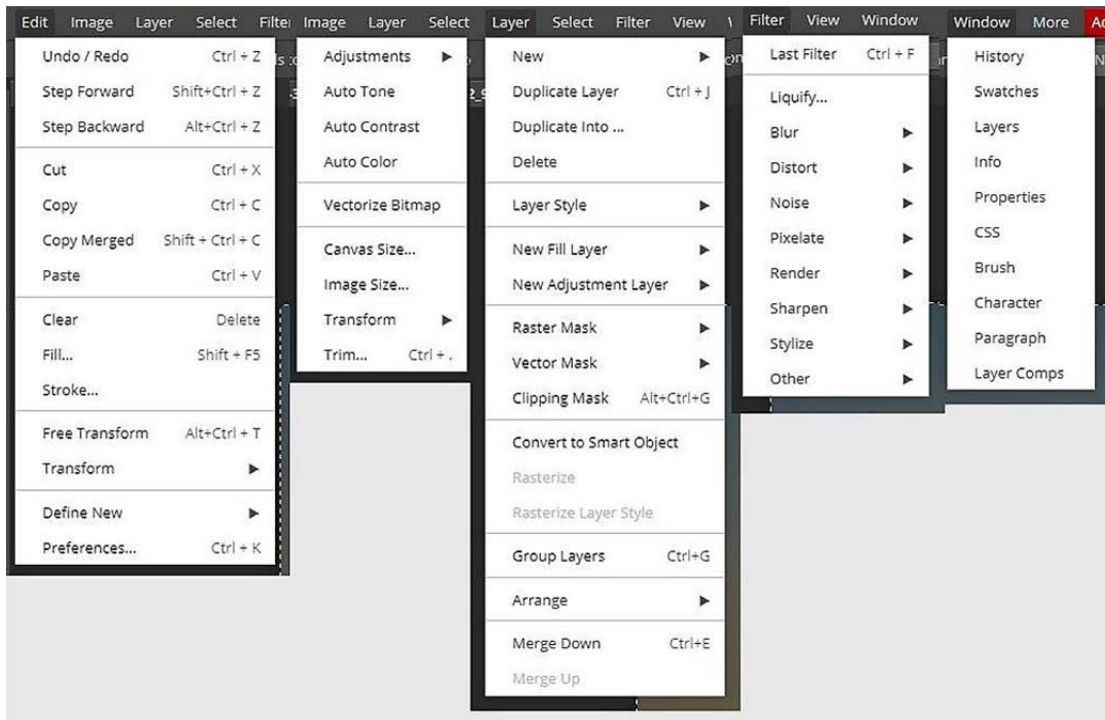 Edit Image Layer Select Filte
Undo / Redo Ctrl + Z
Step Forward Shift+Ctrl + Z
Step Backward Alt+Ctrl + Z
Cut Ctrl + X
Copy Ctrl + C
Copy Merged Shift + Ctrl + C
Paste Ctrl + V
Clear Delete
Fill... Shift + F5
Stroke...
Free Transform Alt+Ctrl + T
Transform ▶
Define New ▶
Preferences... Ctrl + K
Image Layer Select
Adjustments ▶
Auto Tone
Auto Contrast
Auto Color
Vectorize Bitmap
Canvas Size...
Image Size...
Transform ▶
Trim... Ctrl + .
Layer Select Filter View
New ▶
Duplicate Layer Ctrl + J
Duplicate Into ...
Delete
Layer Style ▶
New Fill Layer ▶
New Adjustment Layer ▶
Raster Mask ▶
Vector Mask ▶
Clipping Mask Alt+Ctrl+G
Convert to Smart Object
Rasterize
Rasterize Layer Style
Group Layers Ctrl+G
Arrange ▶
Merge Down Ctrl+E
Merge Up
Filter View Window
Last Filter Ctrl + F
Liquify...
Blur ▶
Distort ▶
Noise ▶
Pixelate ▶
Render ▶
Sharpen ▶
Stylize ▶
Other ▶
Window More
History
Swatches
Layers
Info
Properties
CSS
Brush
Character
Paragraph
Layer Comps